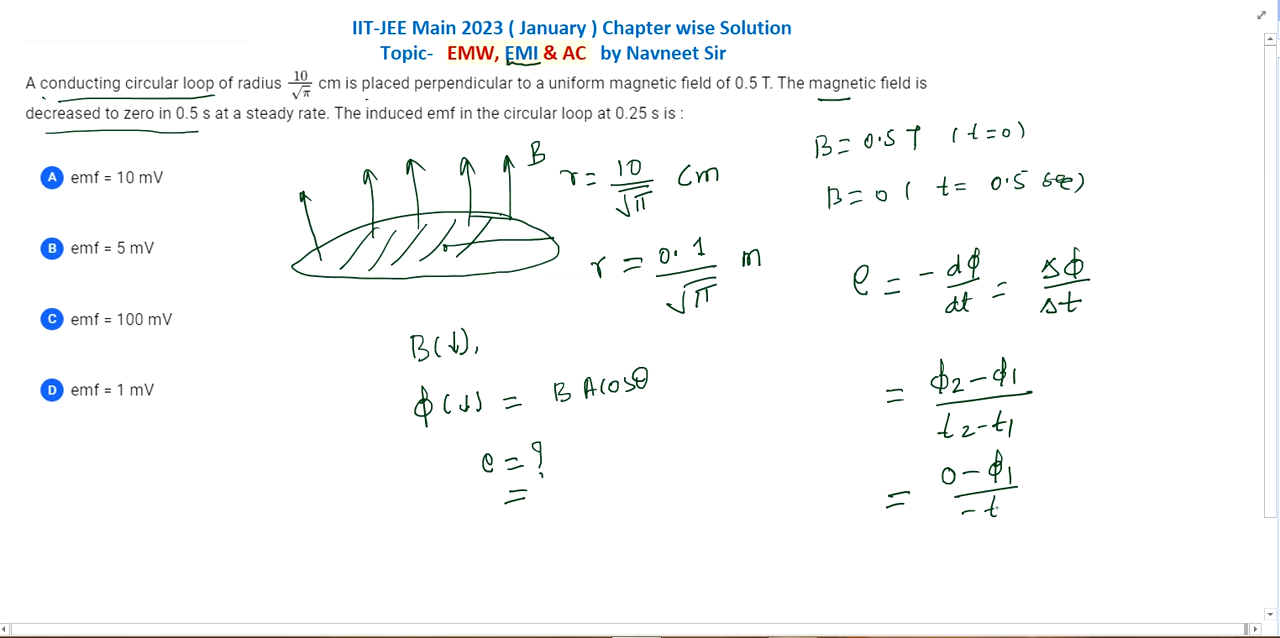 IIT-JEE Main 2023 ( January ) Chapter wise Solution
Topic- EMW, EMI & AC by Navneet Sir
A conducting circular loop of radius 10/√π cm is placed perpendicular to a uniform magnetic field of 0.5 T. The magnetic field is
decreased to zero in 0.5 s at a steady rate. The induced emf in the circular loop at 0.25 s is :
A emf = 10 mV
B emf = 5 mV
C emf = 100 mV
D emf = 1 mV
B
r = 10/√π cm
r = 0.1/√π m
B(↓),
ϕ(↓) = BACosθ
e = ?
=
B = 0.5 T (t=0)
B = 0 ( t = 0.5 sec)
e = - dϕ/dt = Δϕ/Δt
= ϕ2-ϕ1/t2-t1
= 0-ϕ1/-t